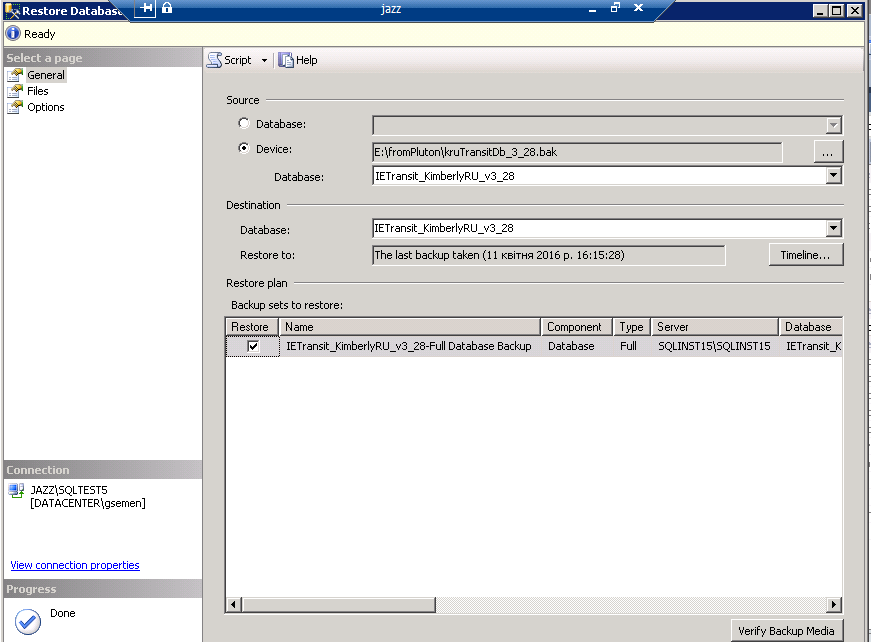 Restore Database
jazz
Ready
Select a page
General
Files
Options
Script
Help
Source
Database:
Device:
E:\fromPluton\kruTransitDb_3_28.bak
...
Database:
IETransit_KimberlyRU_v3_28
Destination
Database:
IETransit_KimberlyRU_v3_28
Restore to:
The last backup taken (11 квітня 2016 р. 16:15:28)
Timeline...
Restore plan
Backup sets to restore:
Restore Name Component Type Server Database
IETransit_KimberlyRU_v3_28-Full Database Backup Database Full SQLINST15\SQLINST15 IETransit_K
Connection
JAZZ\SQLTEST5
[DATACENTER\gsemen]
View connection properties
Progress
Done
Verify Backup Media